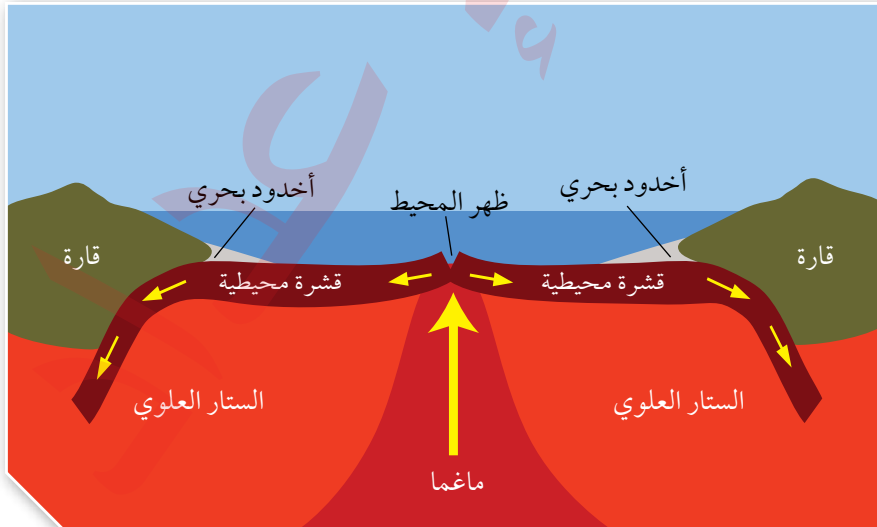 أخدود بحري
ظهر المحيط
أخدود بحري
قارة
قارة
قشرة محيطية
قشرة محيطية
الستار العلوي
الستار العلوي
ماغما